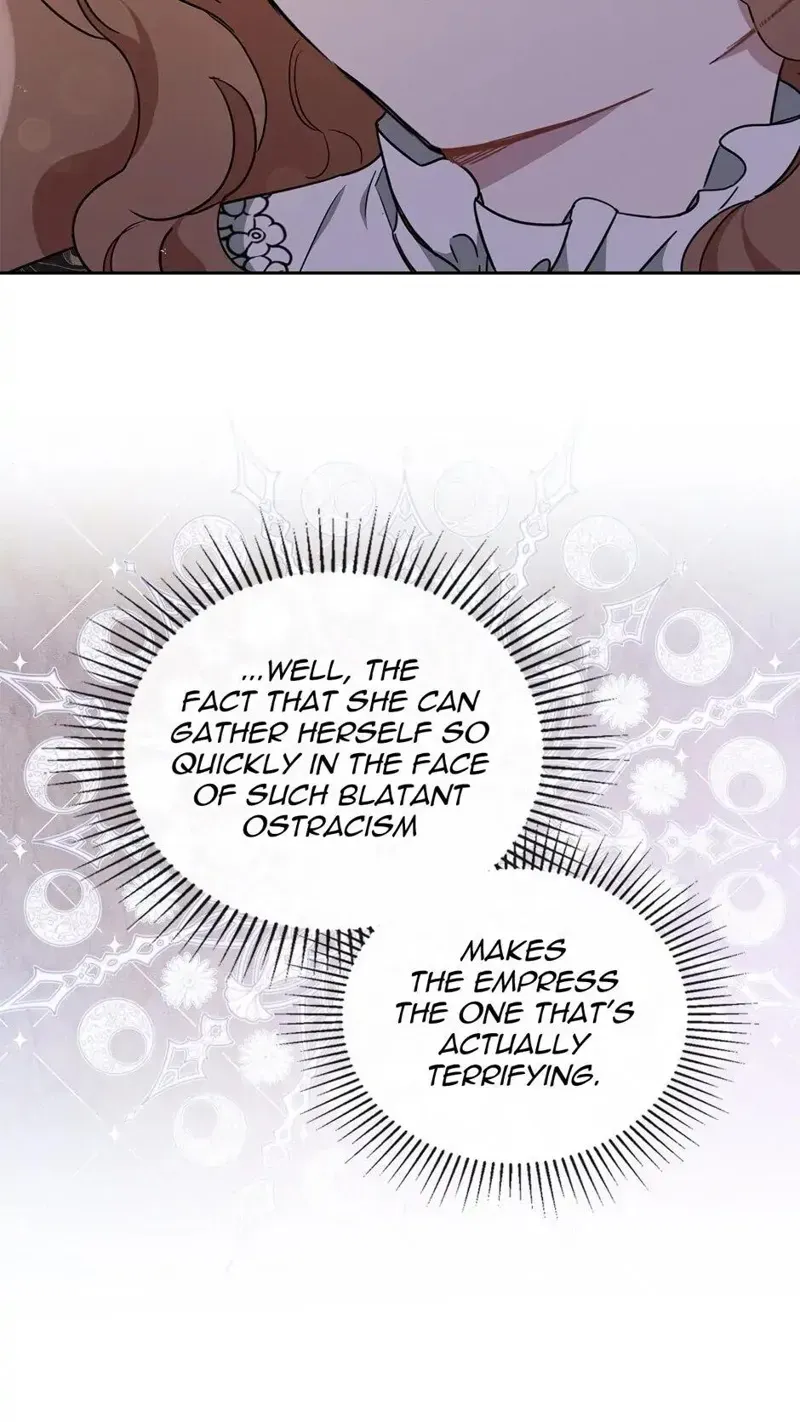 ...WELL, THE
FACT THAT SHE CAN
GATHER HERSELF SO
QUICKLY IN THE FACE
OF SUCH BLATANT
OSTRACISM
MAKES
THE EMPRESS
THE ONE THAT'S
ACTUALLY
TERRIFYING.